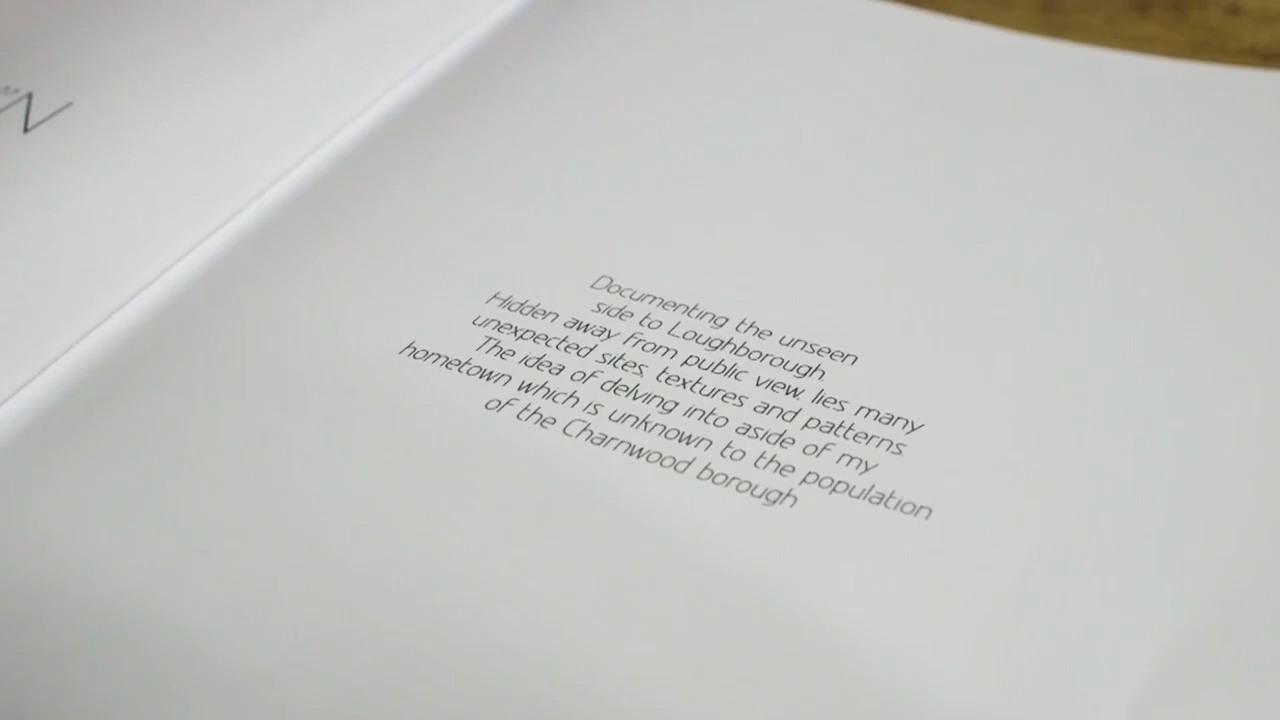 Documenting the unseen
side to Loughborough.
Hidden away from public view, lies many
unexpected sites, textures and patterns.
The idea of delving into aside of my
hometown which is unknown to the population
of the Charnwood borough